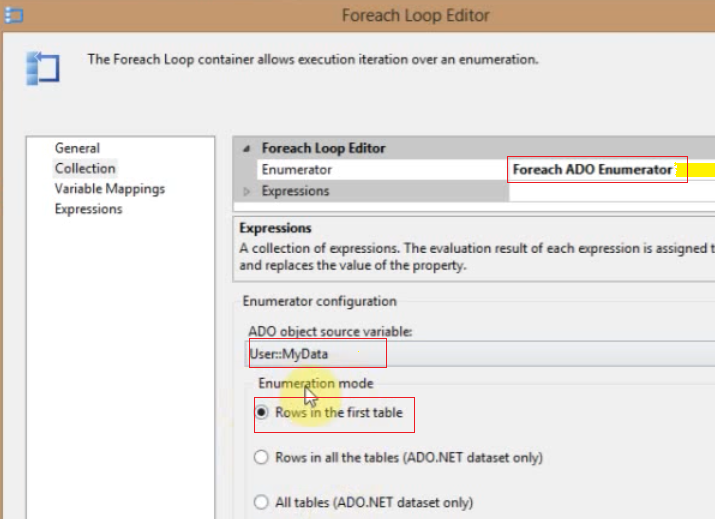 Foreach Loop Editor
The Foreach Loop container allows execution iteration over an enumeration.
General
Collection
Variable Mappings
Expressions
Foreach Loop Editor
Enumerator Foreach ADO Enumerator
Expressions
Expressions
A collection of expressions. The evaluation result of each expression is assigned t
and replaces the value of the property.
Enumerator configuration
ADO object source variable:
User::MyData
Enumeration mode
Rows in the first table
Rows in all the tables (ADO.NET dataset only)
All tables (ADO.NET dataset only)